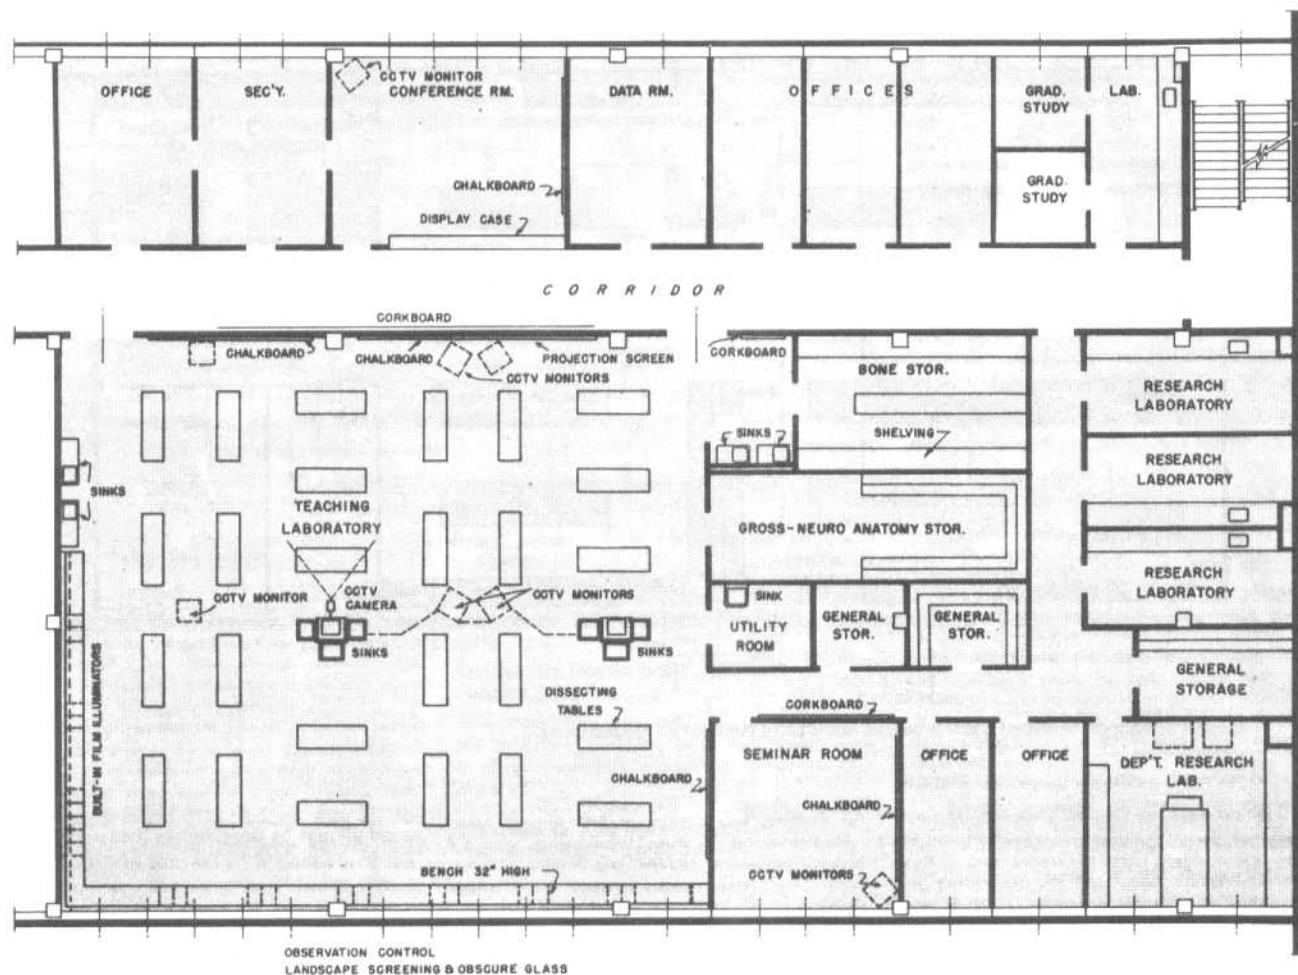 CCTV MONITOR
OFFICE
SEC'Y.
CONFERENCE RM.
DATA RM.
OFFICES
GRAD.
STUDY
LAB.
GRAD.
STUDY
CHALKBOARD
DISPLAY CASE
CORRIDOR
CORKBOARD
CHALKBOARD
CHALKBOARD
PROJECTION SCREEN
CORKBOARD
CCTV MONITORS
BONE STOR.
RESEARCH
LABORATORY
SINKS
SHELVING
RESEARCH
LABORATORY
SINKS
TEACHING
LABORATORY
GROSS-NEURO ANATOMY STOR.
RESEARCH
LABORATORY
CCTV MONITOR
CCTV
CAMERA
CCTV MONITORS
SINK
UTILITY
ROOM
GENERAL
STOR.
GENERAL
STOR.
SINKS
SINKS
GENERAL
STORAGE
DISSECTING
TABLES
CORKBOARD
BUILT-IN FILM ILLUMINATORS
SEMINAR ROOM
OFFICE
OFFICE
DEP'T. RESEARCH
LAB.
CHALKBOARD
CHALKBOARD
BENCH 32" HIGH
CCTV MONITORS
OBSERVATION CONTROL
LANDSCAPE SCREENING & OBSCURE GLASS